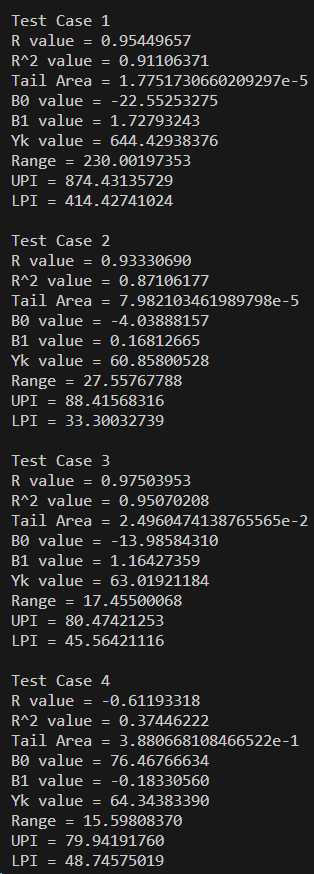 Test Case 1
R value = 0.95449657
R^2 value = 0.91106371
Tail Area = 1.7751730660209297e-5
B0 value = -22.55253275
B1 value = 1.72793243
Yk value = 644.42938376
Range = 230.00197353
UPI = 874.43135729
LPI = 414.42741024

Test Case 2
R value = 0.93330690
R^2 value = 0.87106177
Tail Area = 7.982103461989798e-5
B0 value = -4.03888157
B1 value = 0.16812665
Yk value = 60.85800528
Range = 27.55767788
UPI = 88.41568316
LPI = 33.30032739

Test Case 3
R value = 0.97503953
R^2 value = 0.95070208
Tail Area = 2.4960474138765565e-2
B0 value = -13.98584310
B1 value = 1.16427359
Yk value = 63.01921184
Range = 17.45500068
UPI = 80.47421253
LPI = 45.56421116

Test Case 4
R value = -0.61193318
R^2 value = 0.37446222
Tail Area = 3.880668108466522e-1
B0 value = 76.46766634
B1 value = -0.18330560
Yk value = 64.34383390
Range = 15.59808370
UPI = 79.94191760
LPI = 48.74575019